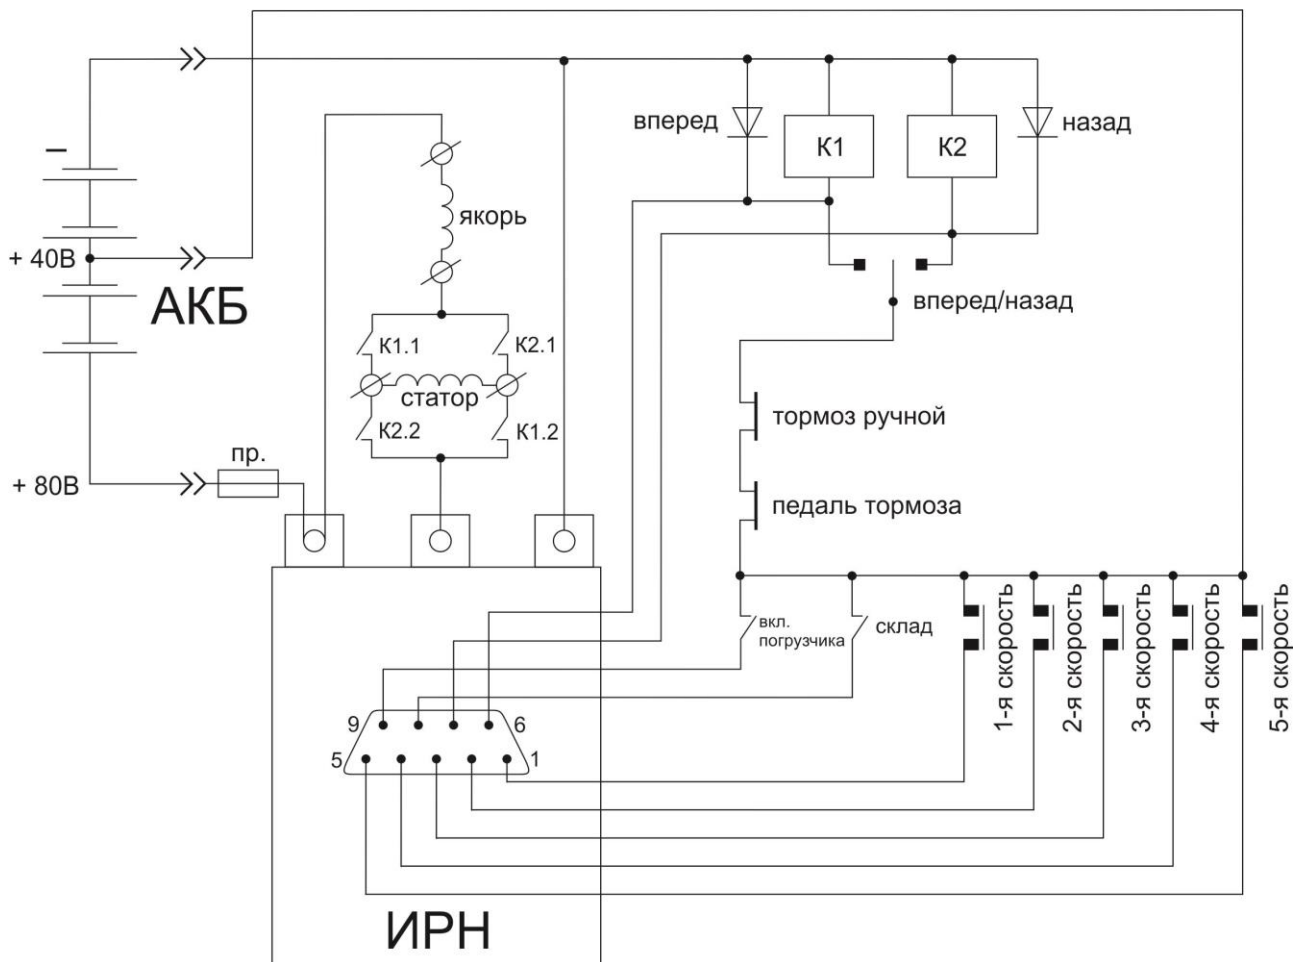 вперед
К1
К2
назад
–
якорь
+ 40В
АКБ
вперед/назад
К1.1
К2.1
статор
К2.2
К1.2
тормоз ручной
пр.
+ 80В
педаль тормоза
вкл.
погрузчика
склад
1-я скорость
2-я скорость
3-я скорость
4-я скорость
5-я скорость
9
6
5
1
ИРН